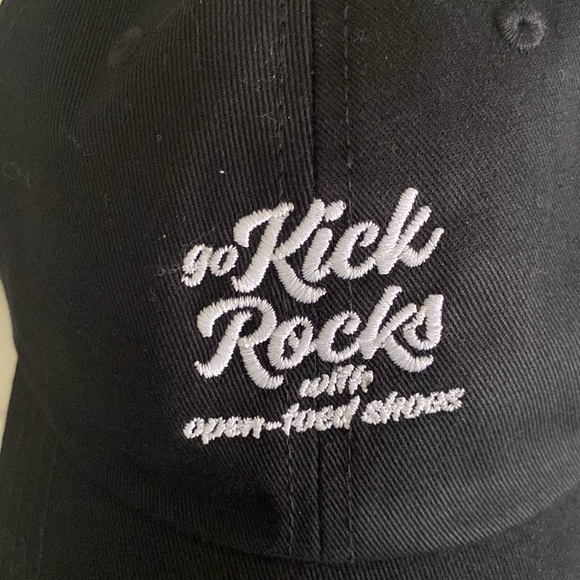 go Kick
Rocks
with
open-toed shoes